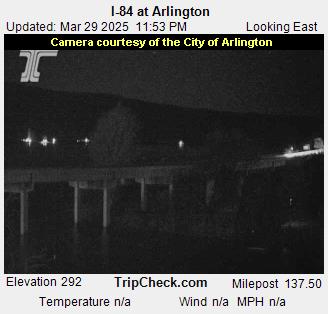 I-84 at Arlington
Updated: Mar 29 2025 11:53 PM Looking East
Camera courtesy of the City of Arlington
Elevation 292 TripCheck.com Milepost 137.50
Temperature n/a Wind n/a MPH n/a